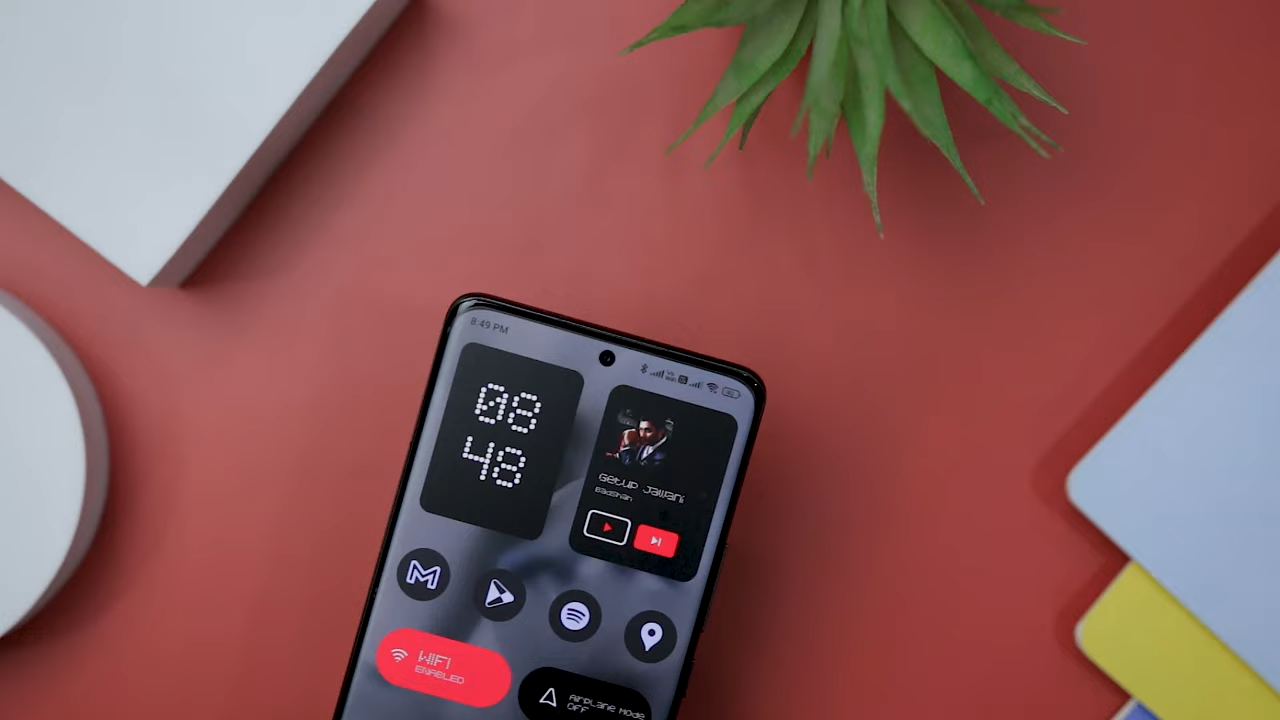 8:49 PM
08
48
Getup Jawani
Badshah
WIFI
ENABLED
Airplane Mode
OFF